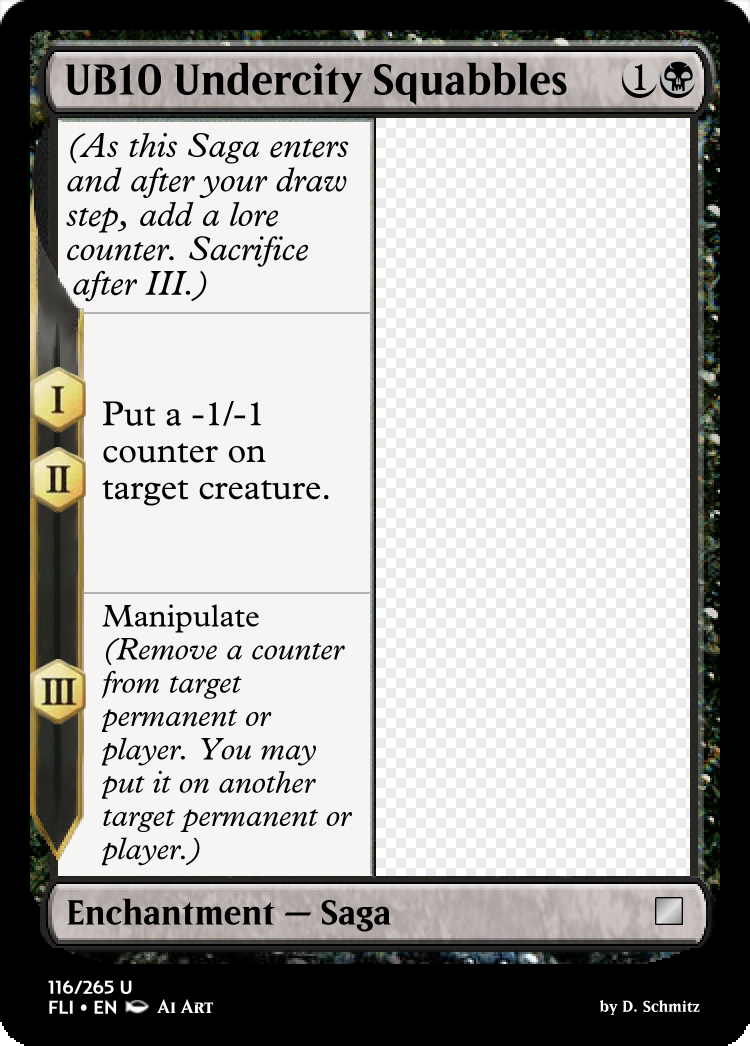 UB10 Undercity Squabbles 1
(As this Saga enters
and after your draw
step, add a lore
counter. Sacrifice
after III.)
I
II
Put a -1/-1
counter on
target creature.
III
Manipulate
(Remove a counter
from target
permanent or
player. You may
put it on another
target permanent or
player.)
Enchantment — Saga
116/265 U
FLI • EN AI ART
by D. Schmitz